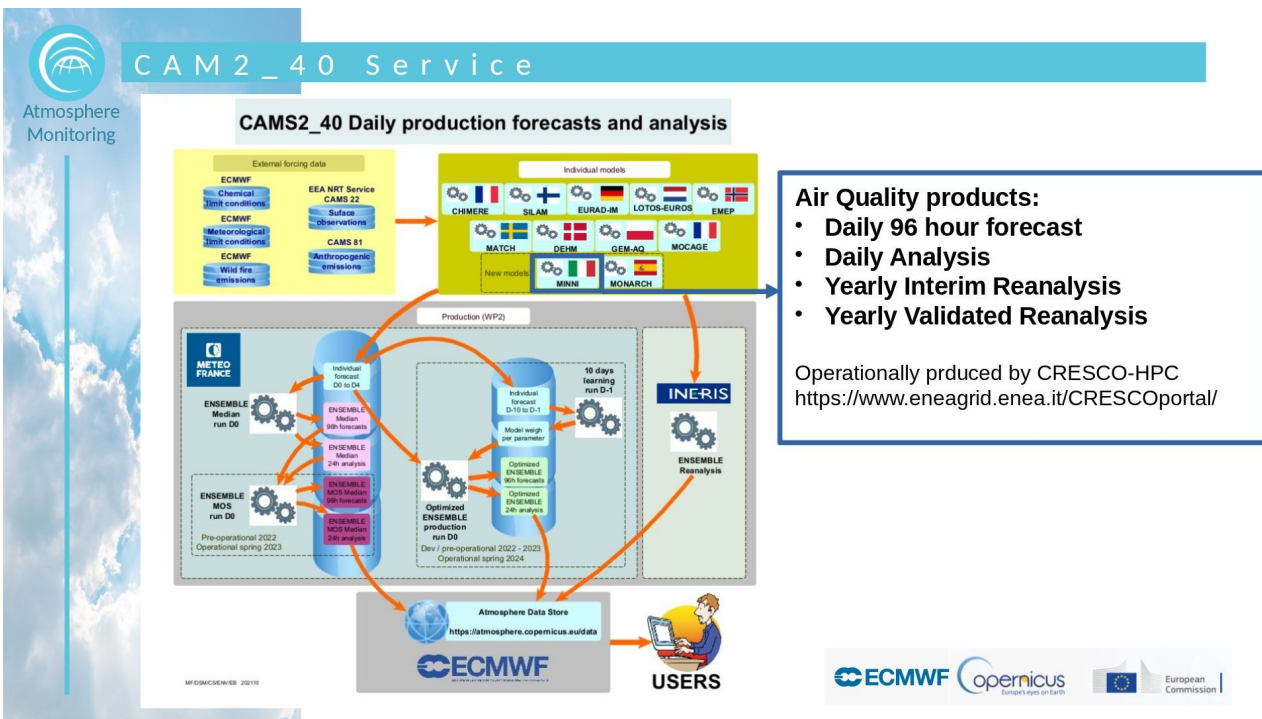 CAM2_40 Service
Atmosphere
Monitoring
CAMS2_40 Daily production forecasts and analysis
External forcing data
ECMWF
Chemical
limit conditions
ECMWF
Meteorological
limit conditions
ECMWF
Wild fire
emissions
EEA NRT Service
CAMS 22
Suface
observations
CAMS 81
Anthropogenic
emissions
Individual models
CHIMERE
SILAM
EURAD-IM
LOTOS-EUROS
EMEP
MATCH
DEHM
GEM-AQ
MOCAGE
New models
MINNI
MONARCH
Air Quality products:
• Daily 96 hour forecast
• Daily Analysis
• Yearly Interim Reanalysis
• Yearly Validated Reanalysis
Operationally prduced by CRESCO-HPC
https://www.eneagrid.enea.it/CRESCOportal/
Production (WP2)
METEO
FRANCE
Individual
forecast
D0 to D4
ENSEMBLE
Median
run D0
ENSEMBLE
Median
96h forecasts
ENSEMBLE
Median
24h analysis
ENSEMBLE
MOS
run D0
ENSEMBLE
MOS Median
96h forecasts
ENSEMBLE
MOS Median
24h analysis
Pre-operational 2022
Operational spring 2023
10 days
learning
run D-1
Individual
forecast
D-10 to D-1
Model weigh
per parameter
Optimized
ENSEMBLE
96h forecasts
Optimized
ENSEMBLE
24h analysis
Optimized
ENSEMBLE
production
run D0
Dev / pre-operational 2022 - 2023
Operational spring 2024
INERIS
ENSEMBLE
Reanalysis
Atmosphere Data Store
https://atmosphere.copernicus.eu/data
ECMWF
USERS
MF/DSM/CS/ENV/EB 202110
ECMWF
Copernicus
Europe's eyes on Earth
European
Commission